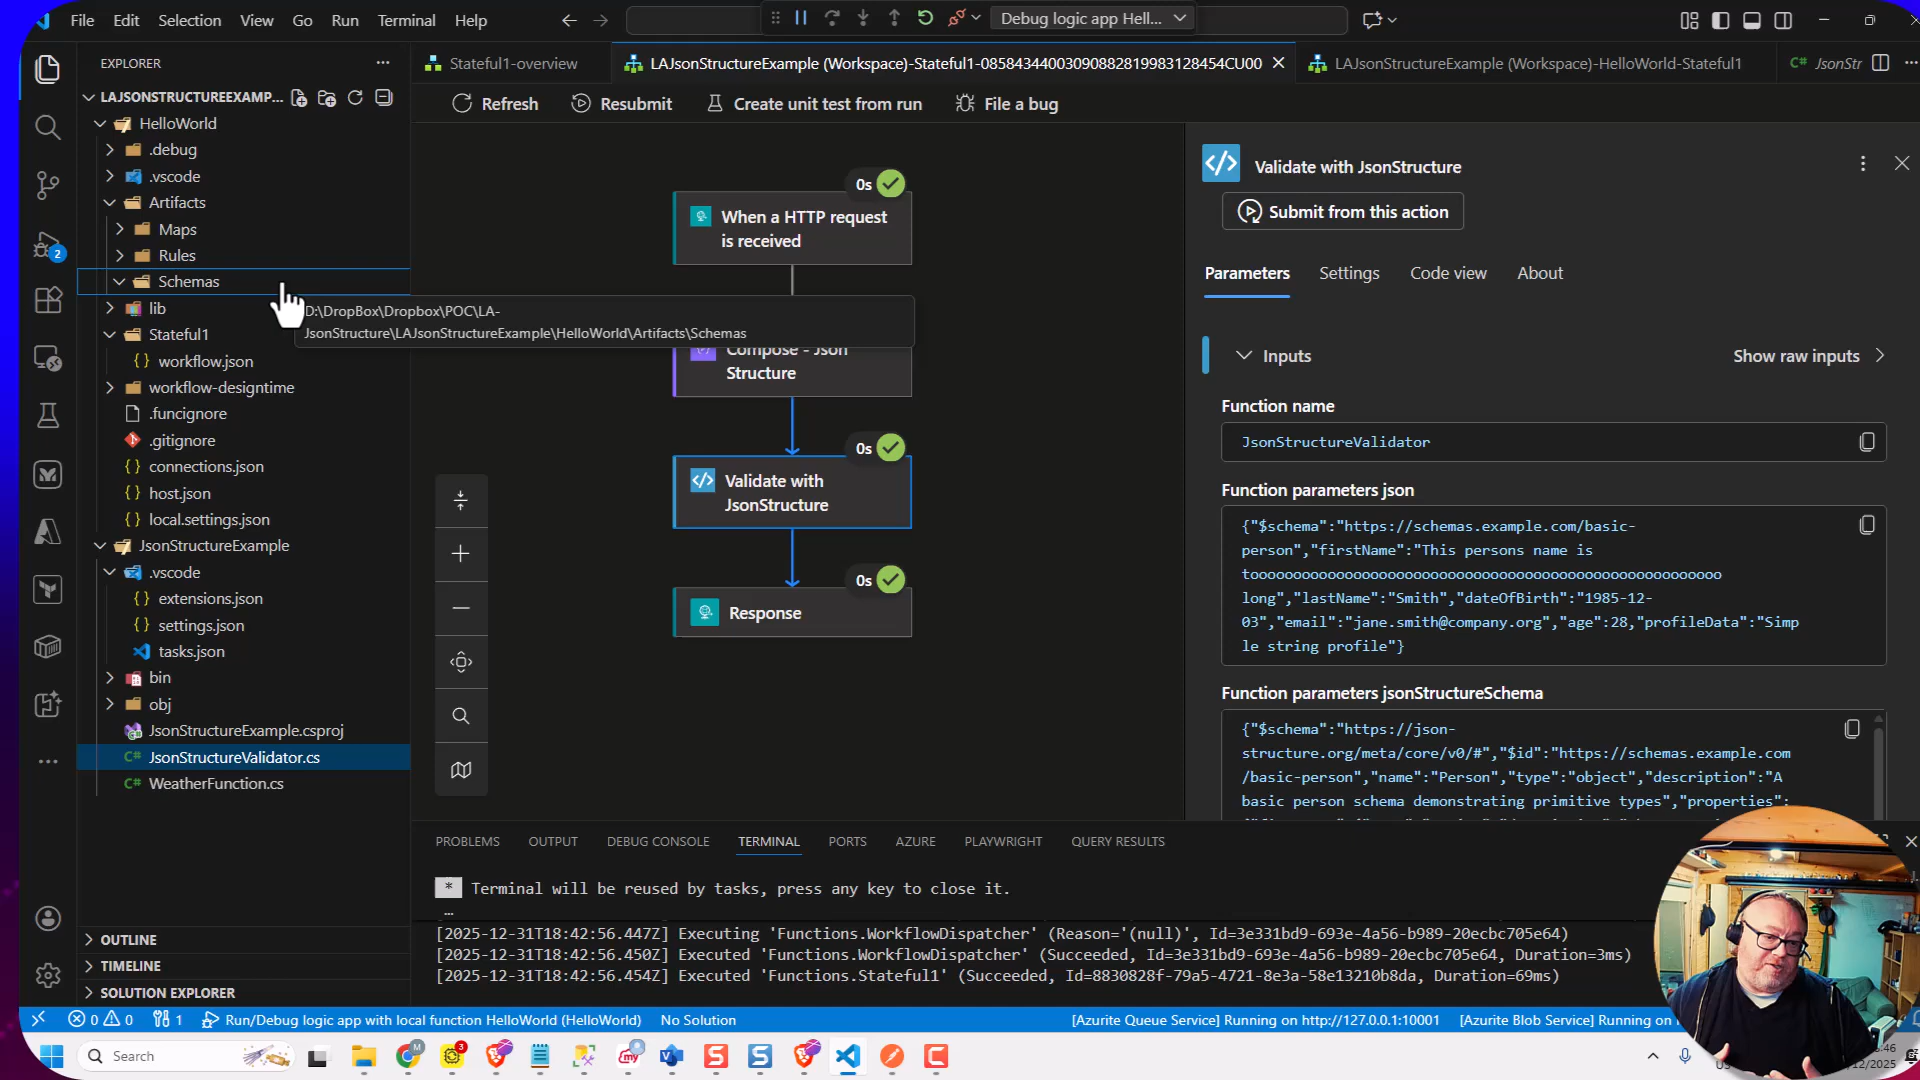 File Edit Selection View Go Run Terminal Help
Debug logic app Hell...
EXPLORER
LAJSONSTRUCTUREEXAMP...
HelloWorld
.debug
.vscode
Artifacts
Maps
Rules
Schemas
lib
Stateful1
workflow.json
workflow-designtime
.funcignore
.gitignore
connections.json
host.json
local.settings.json
JsonStructureExample
.vscode
extensions.json
settings.json
tasks.json
bin
obj
JsonStructureExample.csproj
JsonStructureValidator.cs
WeatherFunction.cs
OUTLINE
TIMELINE
SOLUTION EXPLORER
2
Stateful1-overview
LAJsonStructureExample (Workspace)-Stateful1-08584344003090882819983128454CU00
LAJsonStructureExample (Workspace)-HelloWorld-Stateful1
C# JsonStr
Refresh Resubmit Create unit test from run File a bug
0s
When a HTTP request
is received
D:\DropBox\Dropbox\POC\LA-
JsonStructure\LAJsonStructureExample\HelloWorld\Artifacts\Schemas
Compose - Json
Structure
0s
Validate with
JsonStructure
0s
Response
Validate with JsonStructure
Submit from this action
Parameters Settings Code view About
Inputs
Show raw inputs
Function name
JsonStructureValidator
Function parameters json
{"$schema":"https://schemas.example.com/basic-
person","firstName":"This persons name is
tooooooooooooooooooooooooooooooooooooooooooooooooooooo
long","lastName":"Smith","dateOfBirth":"1985-12-
03","email":"jane.smith@company.org","age":28,"profileData":"Simp
le string profile"}
Function parameters jsonStructureSchema
{"$schema":"https://json-
structure.org/meta/core/v0/#","$id":"https://schemas.example.com
/basic-person","name":"Person","type":"object","description":"A
basic person schema demonstrating primitive types","properties":
PROBLEMS OUTPUT DEBUG CONSOLE TERMINAL PORTS AZURE PLAYWRIGHT QUERY RESULTS
* Terminal will be reused by tasks, press any key to close it.
[2025-12-31T18:42:56.447Z] Executing 'Functions.WorkflowDispatcher' (Reason='(null)', Id=3e331bd9-693e-4a56-b989-20ecbc705e64)
[2025-12-31T18:42:56.450Z] Executed 'Functions.WorkflowDispatcher' (Succeeded, Id=3e331bd9-693e-4a56-b989-20ecbc705e64, Duration=3ms)
[2025-12-31T18:42:56.454Z] Executed 'Functions.Stateful1' (Succeeded, Id=8830828f-79a5-4721-8e3a-58e13210b8da, Duration=69ms)
0 0 1 Run/Debug logic app with local function HelloWorld (HelloWorld) No Solution
[Azurite Queue Service] Running on http://127.0.0.1:10001
[Azurite Blob Service] Running on
Search